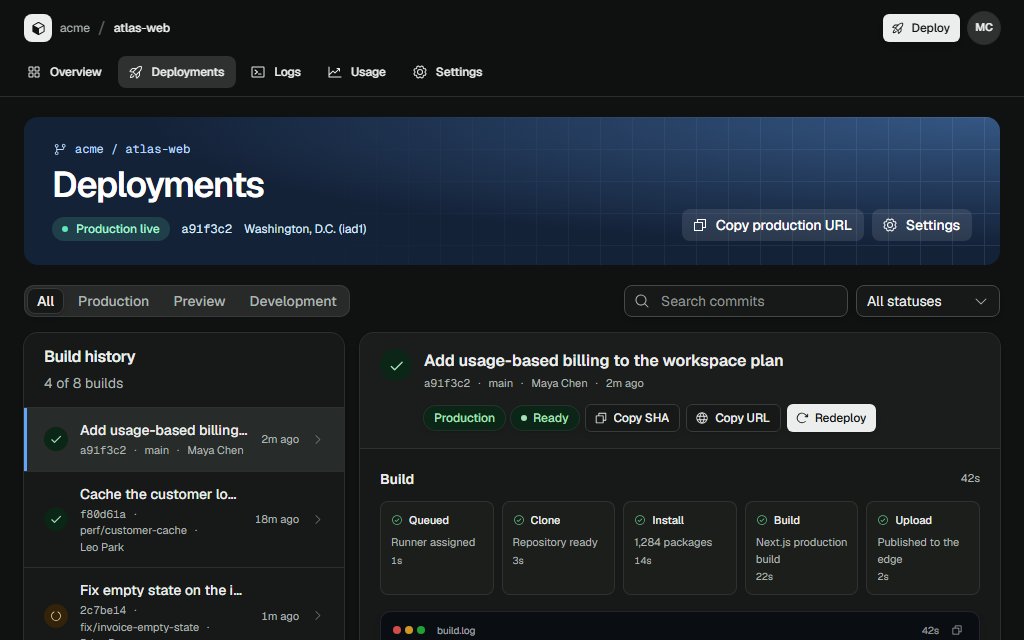 acme / atlas-web
Deploy
MC
Overview
Deployments
Logs
Usage
Settings
acme / atlas-web
Deployments
Production live
a91f3c2
Washington, D.C. (iad1)
Copy production URL
Settings
All
Production
Preview
Development
Search commits
All statuses
Build history
4 of 8 builds
Add usage-based billing...
a91f3c2 · main · Maya Chen
2m ago
Cache the customer lo...
f80d61a ·
perf/customer-cache ·
Leo Park
18m ago
Fix empty state on the i...
2c7be14 ·
fix/invoice-empty-state ·
1m ago
Add usage-based billing to the workspace plan
a91f3c2 · main · Maya Chen · 2m ago
Production
Ready
Copy SHA
Copy URL
Redeploy
Build
42s
Queued
Runner assigned
1s
Clone
Repository ready
3s
Install
1,284 packages
14s
Build
Next.js production
build
22s
Upload
Published to the
edge
2s
build.log
42s